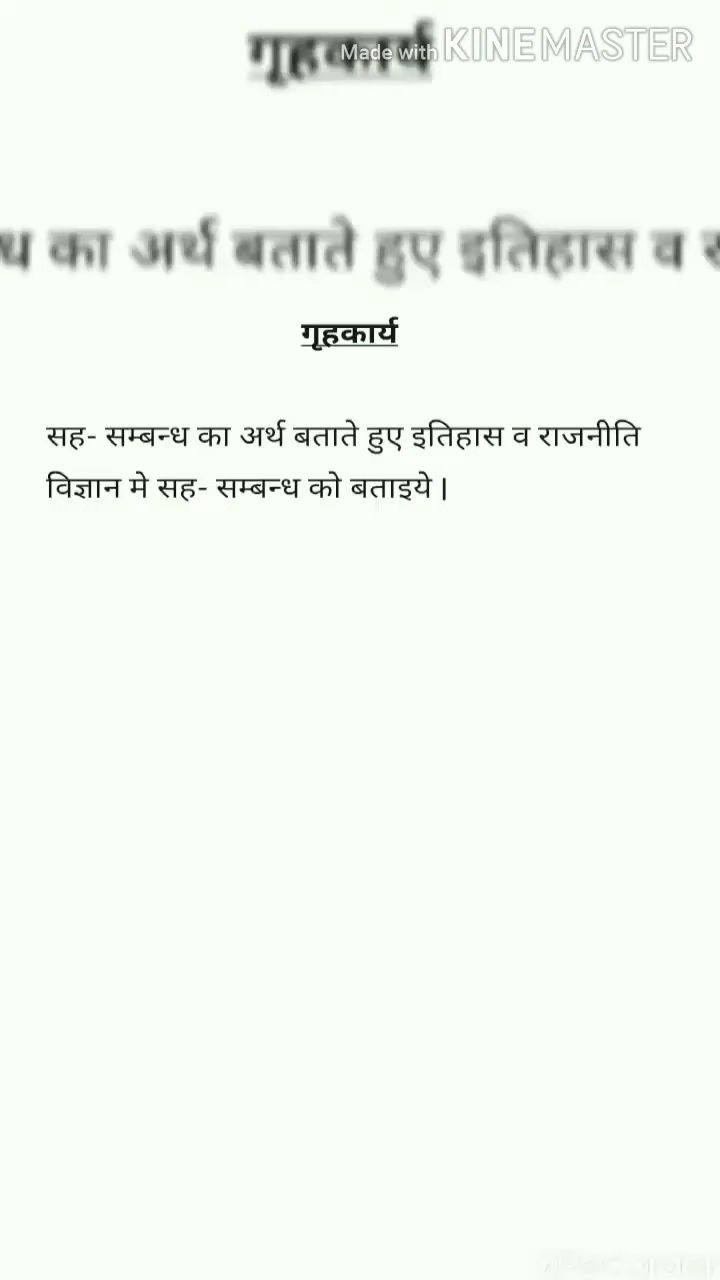 गृहकार्य
Made with KINEMASTER
ध का अर्थ बताते हुए इतिहास व
गृहकार्य
सह- सम्बन्ध का अर्थ बताते हुए इतिहास व राजनीति
विज्ञान मे सह- सम्बन्ध को बताइये |